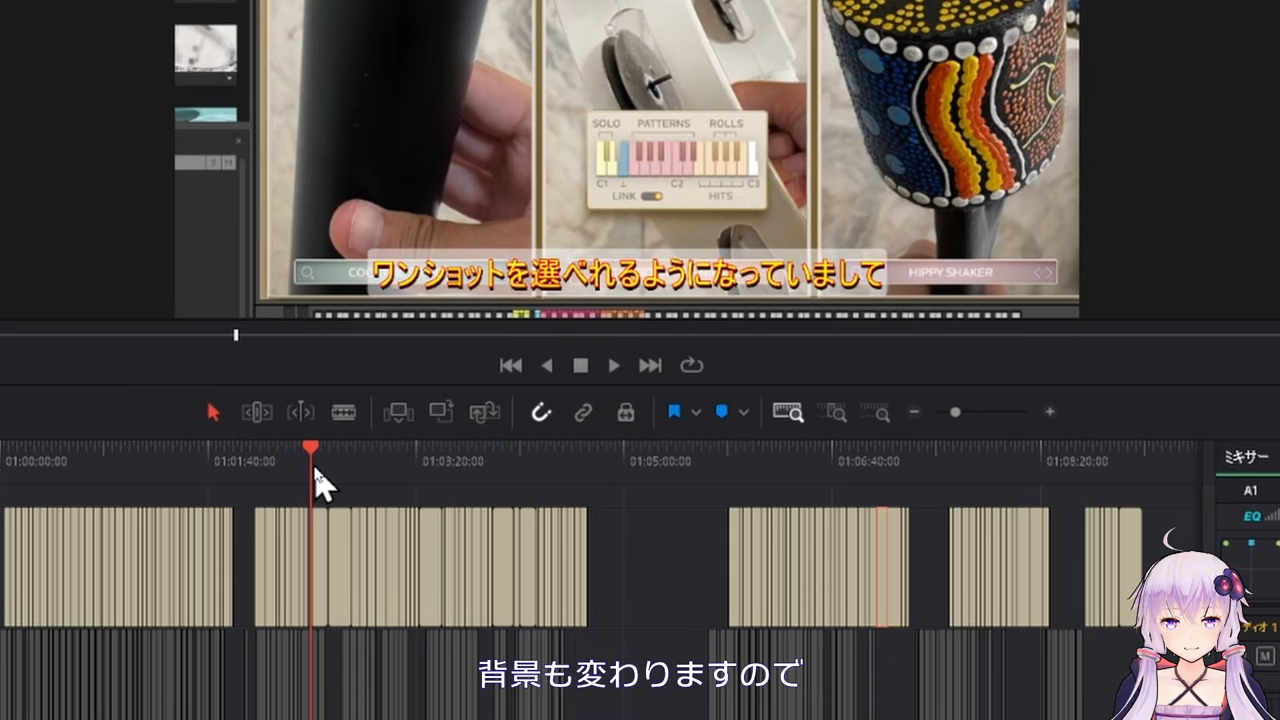 S M
SOLO PATTERNS ROLLS
C1 C2 C3
LINK HITS
ワンショットを選べれるようになっていまして
HIPPY SHAKER
01:00:00:00 01:01:40:00 01:03:20:00 01:05:00:00 01:06:40:00 01:08:20:00
ミキサー
A1
EQ
M
背景も変わりますので